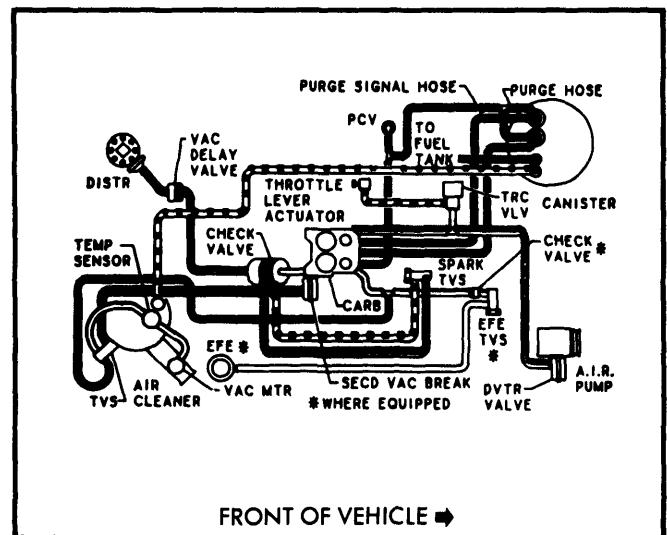 PURGE SIGNAL HOSE
PURGE HOSE
PCV
TO
FUEL
TANK
VAC
DELAY
VALVE
DISTR
THROTTLE
LEVER
ACTUATOR
TRC
VLV
CANISTER
CHECK
VALVE
CHECK
VALVE *
TEMP
SENSOR
SPARK
TVS
CARB
EFE *
EFE
TVS
*
TVS
AIR
CLEANER
VAC MTR
SECD VAC BREAK
* WHERE EQUIPPED
DVTR
VALVE
A.I.R.
PUMP
FRONT OF VEHICLE ➡